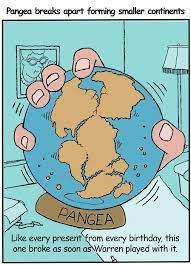 Pangea breaks apart forming smaller continents
PANGEA
Like every present from every birthday, this
one broke as soon as Warren played with it.